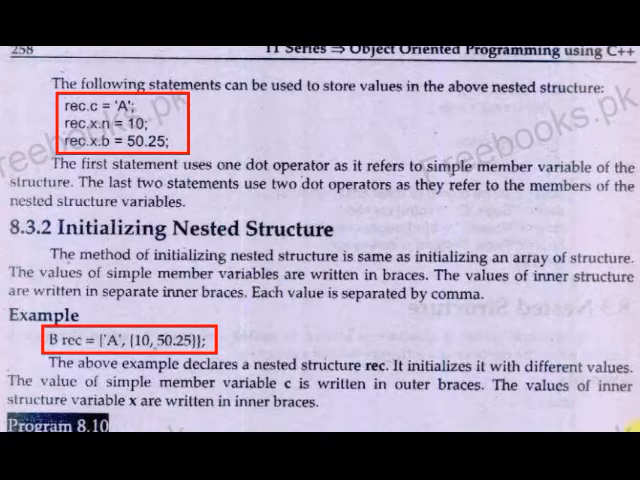 258 IT Series ⇒ Object Oriented Programming using C++
The following statements can be used to store values in the above nested structure:
rec.c = 'A';
rec.x.n = 10;
rec.x.b = 50.25;
The first statement uses one dot operator as it refers to simple member variable of the
structure. The last two statements use two dot operators as they refer to the members of the
nested structure variables.
8.3.2 Initializing Nested Structure
The method of initializing nested structure is same as initializing an array of structure.
The values of simple member variables are written in braces. The values of inner structure
are written in separate inner braces. Each value is separated by comma.
Example
B rec = {'A', {10, 50.25}};
The above example declares a nested structure rec. It initializes it with different values.
The value of simple member variable c is written in outer braces. The values of inner
structure variable x are written in inner braces.
Program 8.10
freebooks.pk
Freebooks.pk